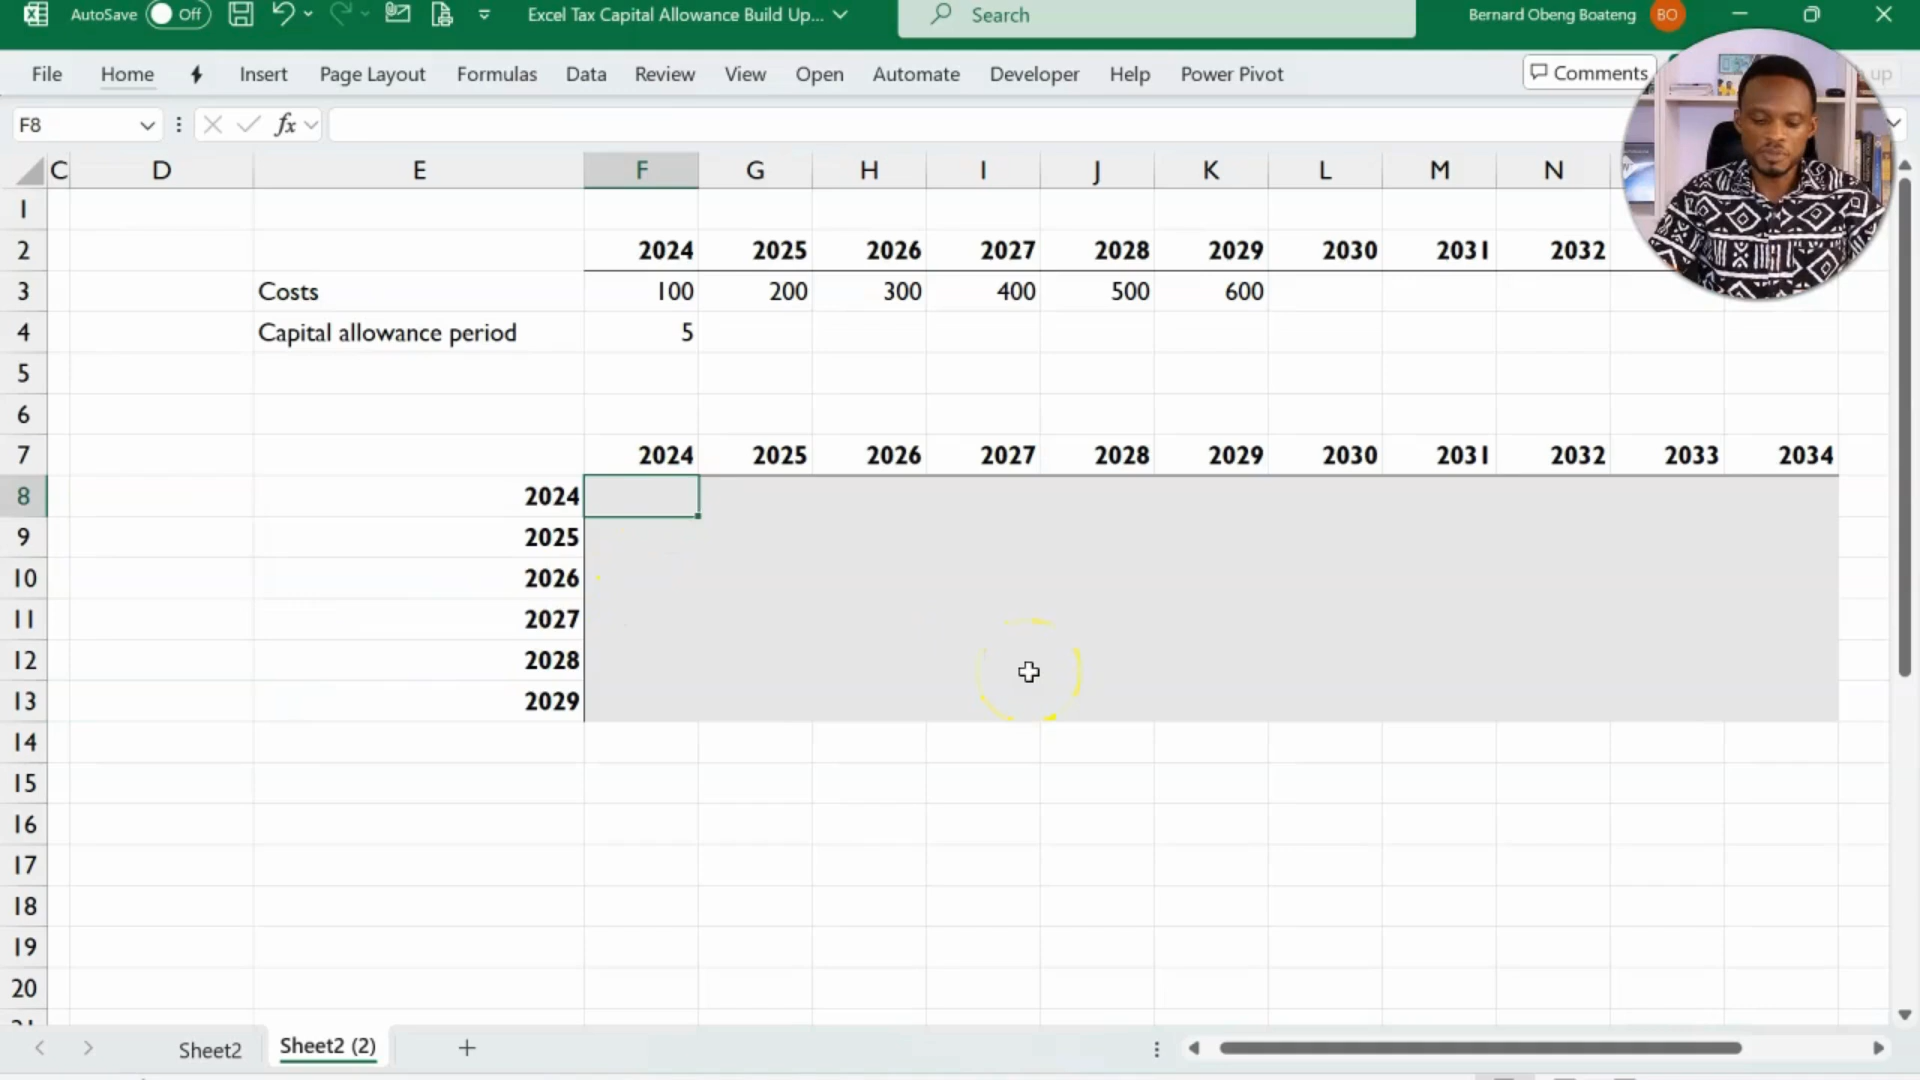 AutoSave Off Excel Tax Capital Allowance Build Up... Search Bernard Obeng Boateng BO
File Home Insert Page Layout Formulas Data Review View Open Automate Developer Help Power Pivot Comments up
F8 fx
C D E F G H I J K L M N
1
2 2024 2025 2026 2027 2028 2029 2030 2031 2032
3 Costs 100 200 300 400 500 600
4 Capital allowance period 5
5
6
7 2024 2025 2026 2027 2028 2029 2030 2031 2032 2033 2034
8 2024
9 2025
10 2026
11 2027
12 2028
13 2029
14
15
16
17
18
19
20
21
Sheet2 Sheet2 (2)